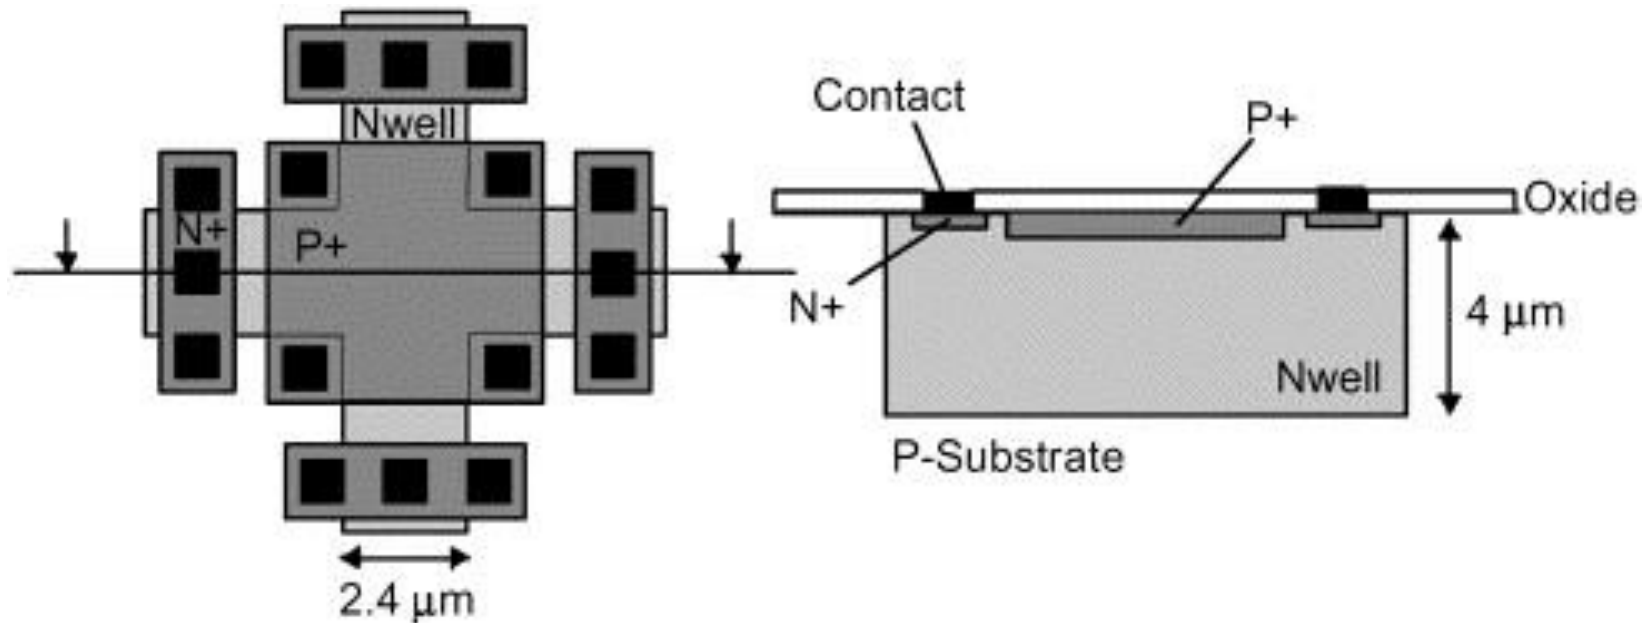 Nwell
N+
P+
2.4 μm
Contact
P+
Oxide
N+
4 μm
Nwell
P-Substrate